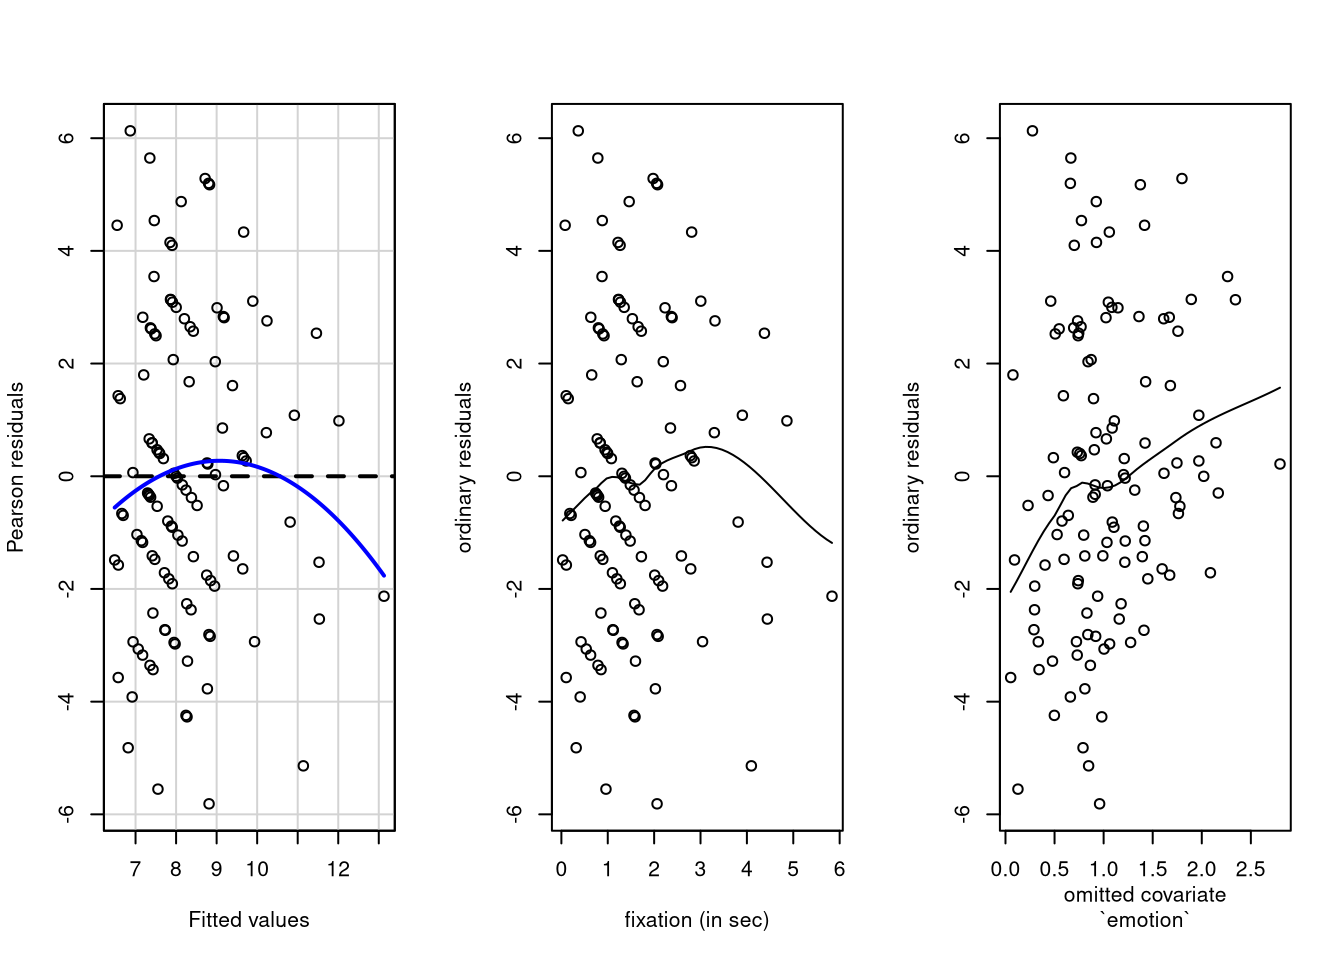 6
4
2
0
-2
-4
-6
Pearson residuals
7 8 9 10 12
Fitted values
6
4
2
0
-2
-4
-6
ordinary residuals
0 1 2 3 4 5 6
fixation (in sec)
6
4
2
0
-2
-4
-6
ordinary residuals
0.0 0.5 1.0 1.5 2.0 2.5
omitted covariate
`emotion`